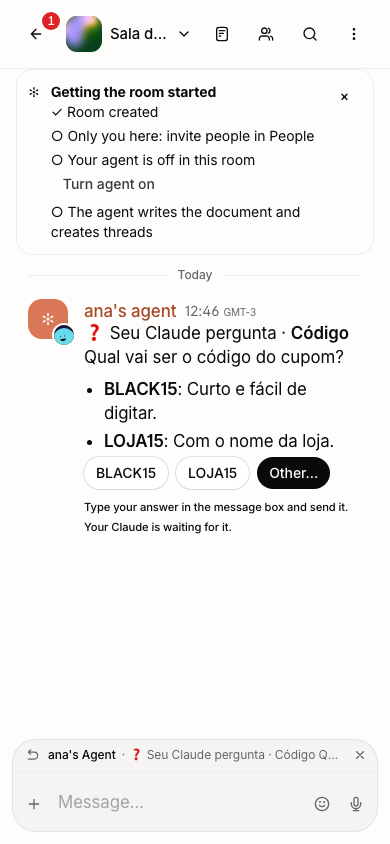 1
Sala d...
Getting the room started
✓ Room created
Only you here: invite people in People
Your agent is off in this room
Turn agent on
The agent writes the document and
creates threads
Today
ana's agent 12:46 GMT-3
❓ Seu Claude pergunta · Código
Qual vai ser o código do cupom?
• BLACK15: Curto e fácil de
digitar.
• LOJA15: Com o nome da loja.
BLACK15 LOJA15 Other...
Type your answer in the message box and send it.
Your Claude is waiting for it.
ana's Agent · ❓ Seu Claude pergunta · Código Q...
Message...